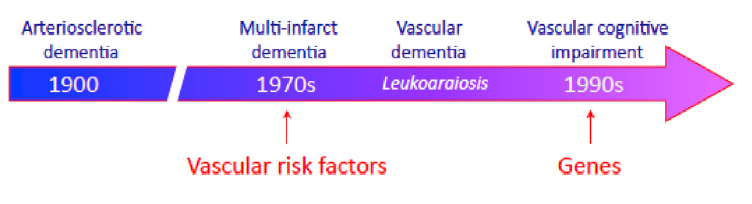 Arteriosclerotic
dementia
Multi-infarct
dementia
Vascular
dementia
Vascular cognitive
impairment
1900
1970s
Leukoaraiosis
1990s
Vascular risk factors
Genes